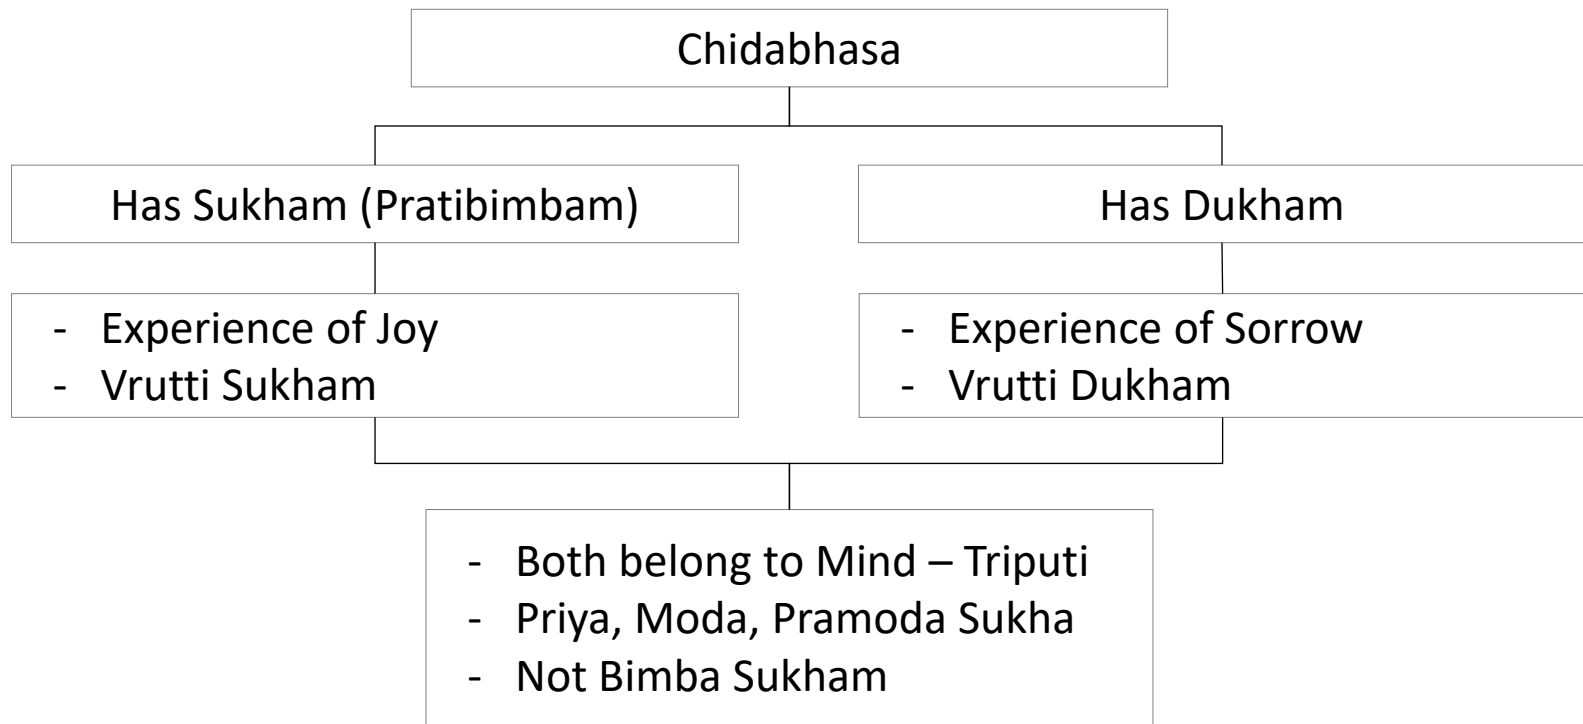 Chidabhasa
Has Sukham (Pratibimbam)
Has Dukham
- Experience of Joy
- Vrutti Sukham
- Experience of Sorrow
- Vrutti Dukham
- Both belong to Mind – Triputi
- Priya, Moda, Pramoda Sukha
- Not Bimba Sukham